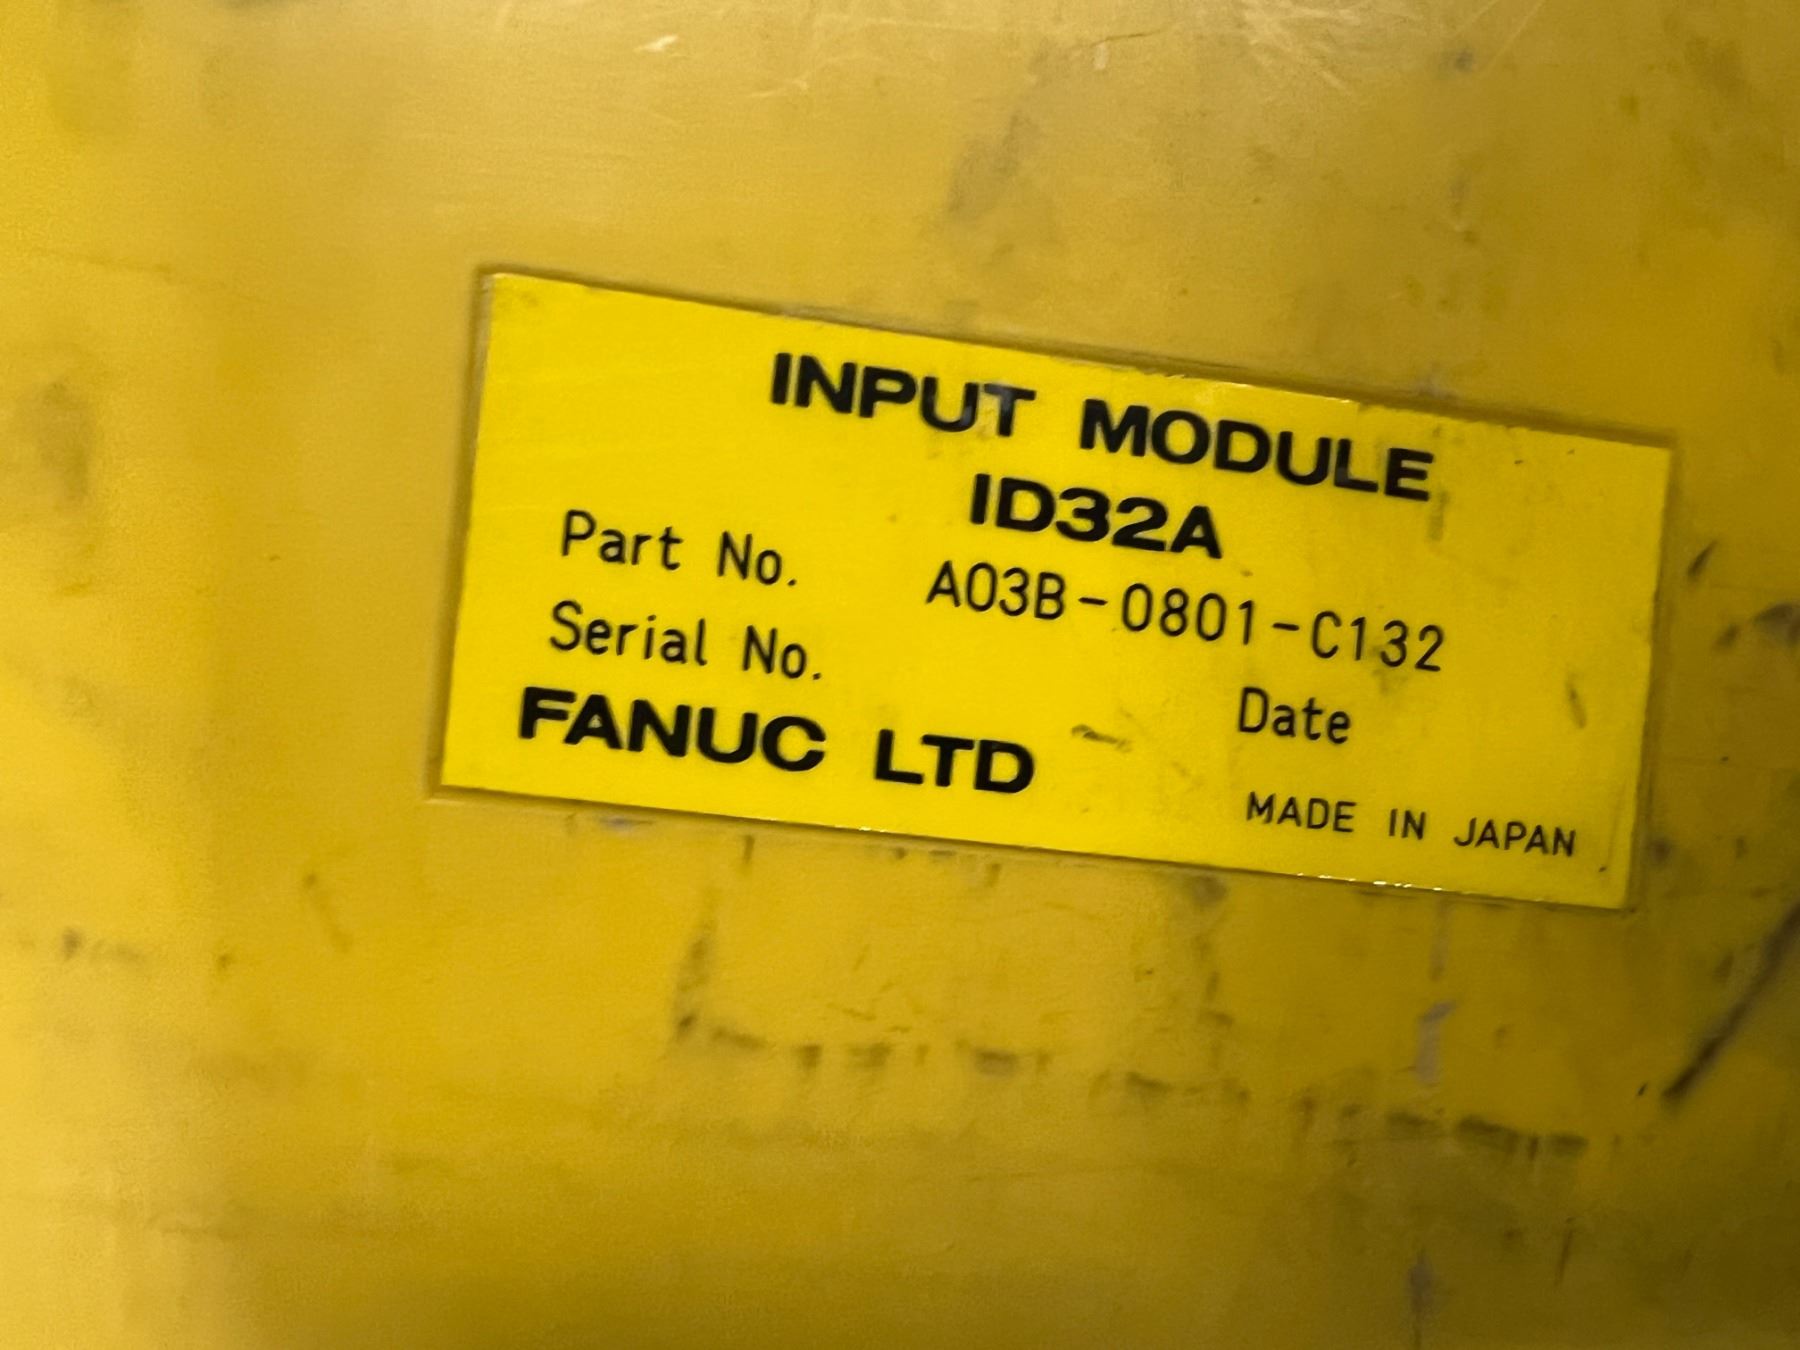 INPUT MODULE
ID32A
Part No. A03B-0801-C132
Serial No. Date
FANUC LTD MADE IN JAPAN